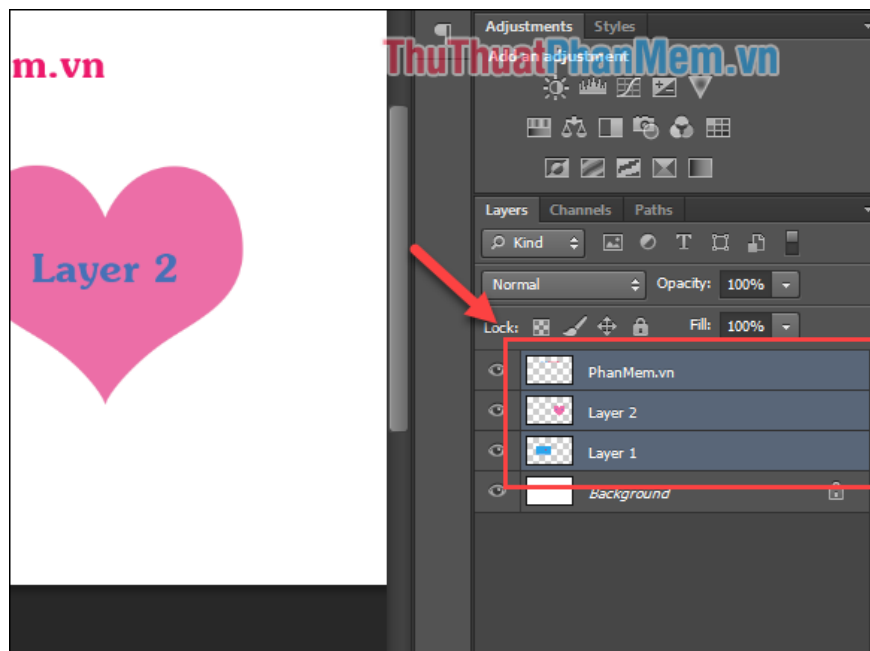 Adjustments Styles
ThuThuatPhanMem.vn
Add an adjustment
m.vn
Layers Channels Paths
Kind
Layer 2
Normal Opacity: 100%
Lock: Fill: 100%
PhanMem.vn
Layer 2
Layer 1
Background